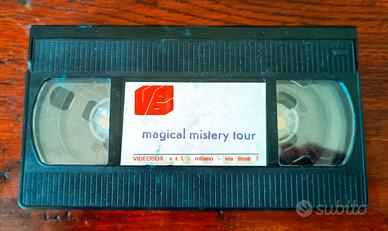 VB
magical mistery tour
VIDEOBOX s.r.l. - milano - via linati 7
subito